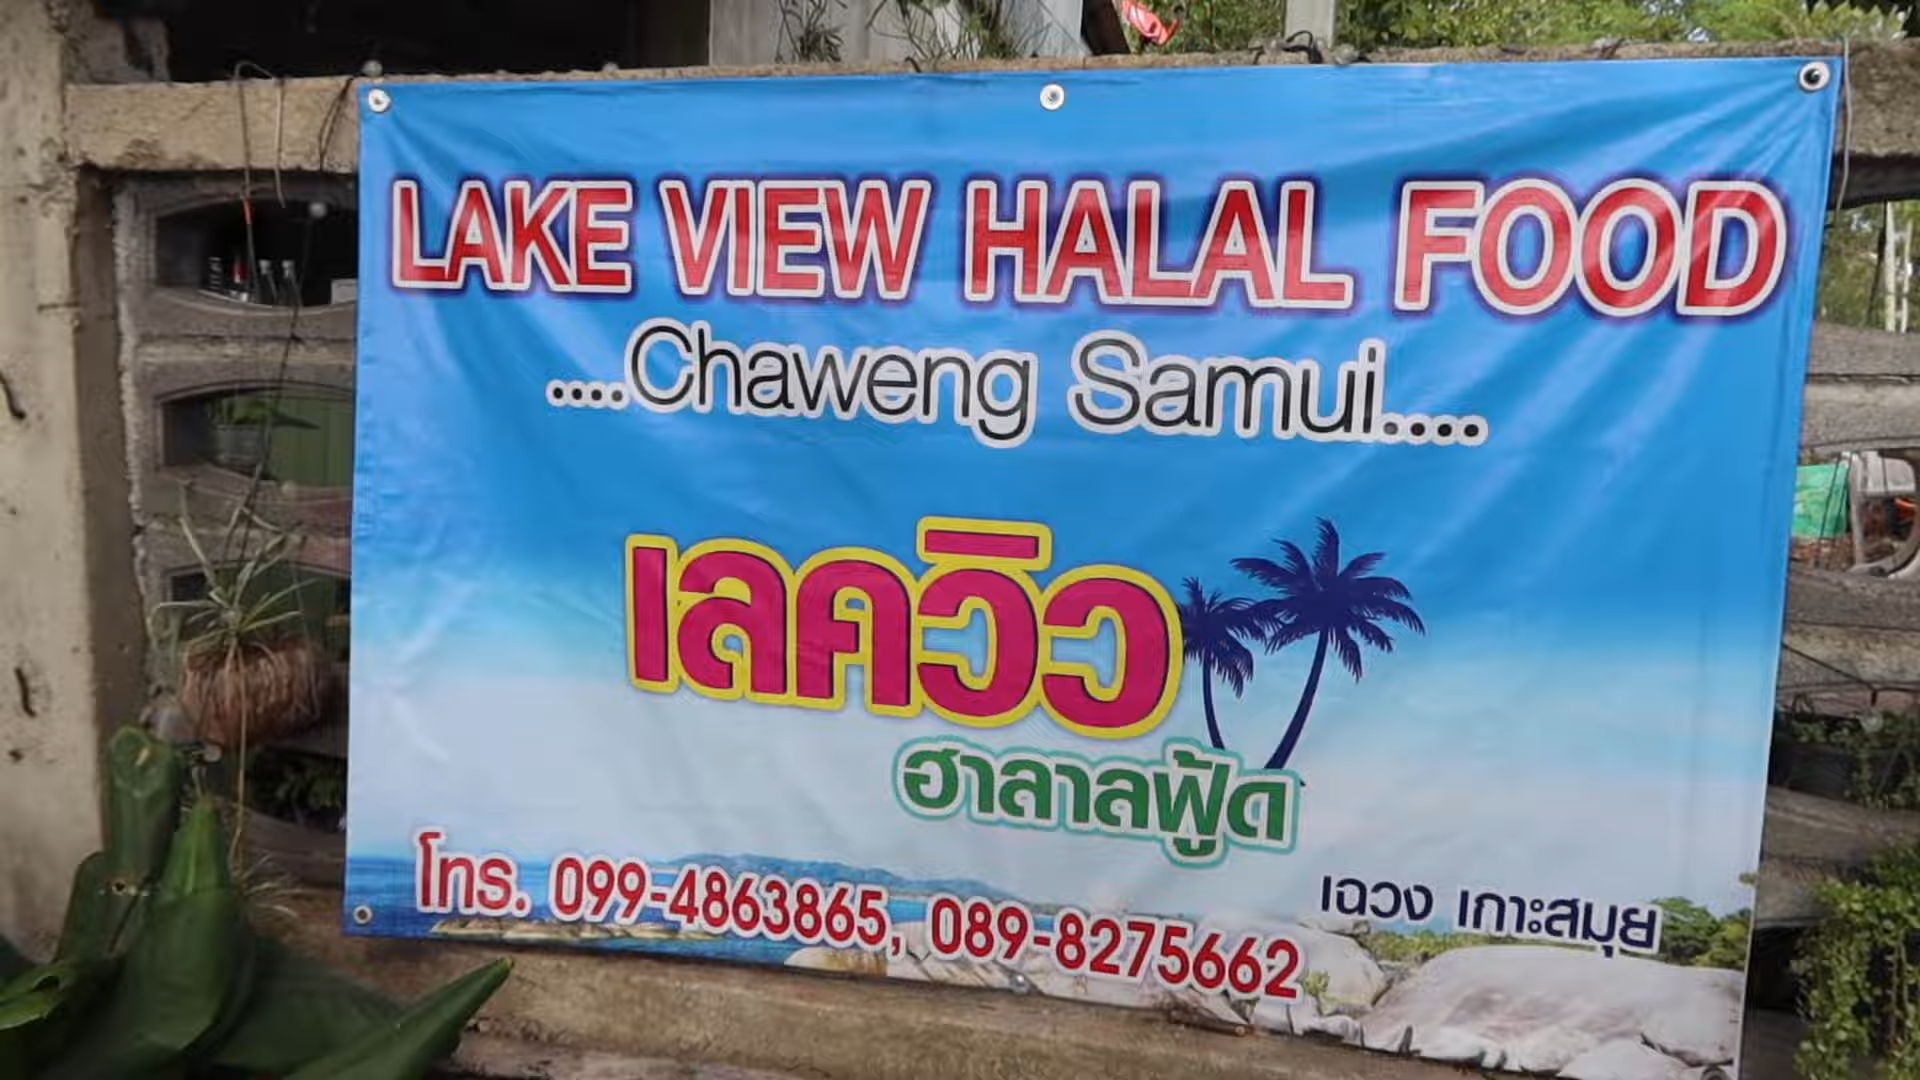 LAKE VIEW HALAL FOOD
....Chaweng Samui....
เลควิว
ฮาลาลฟู้ด
โทร. 099-4863865, 089-8275662
เฉวง เกาะสมุย